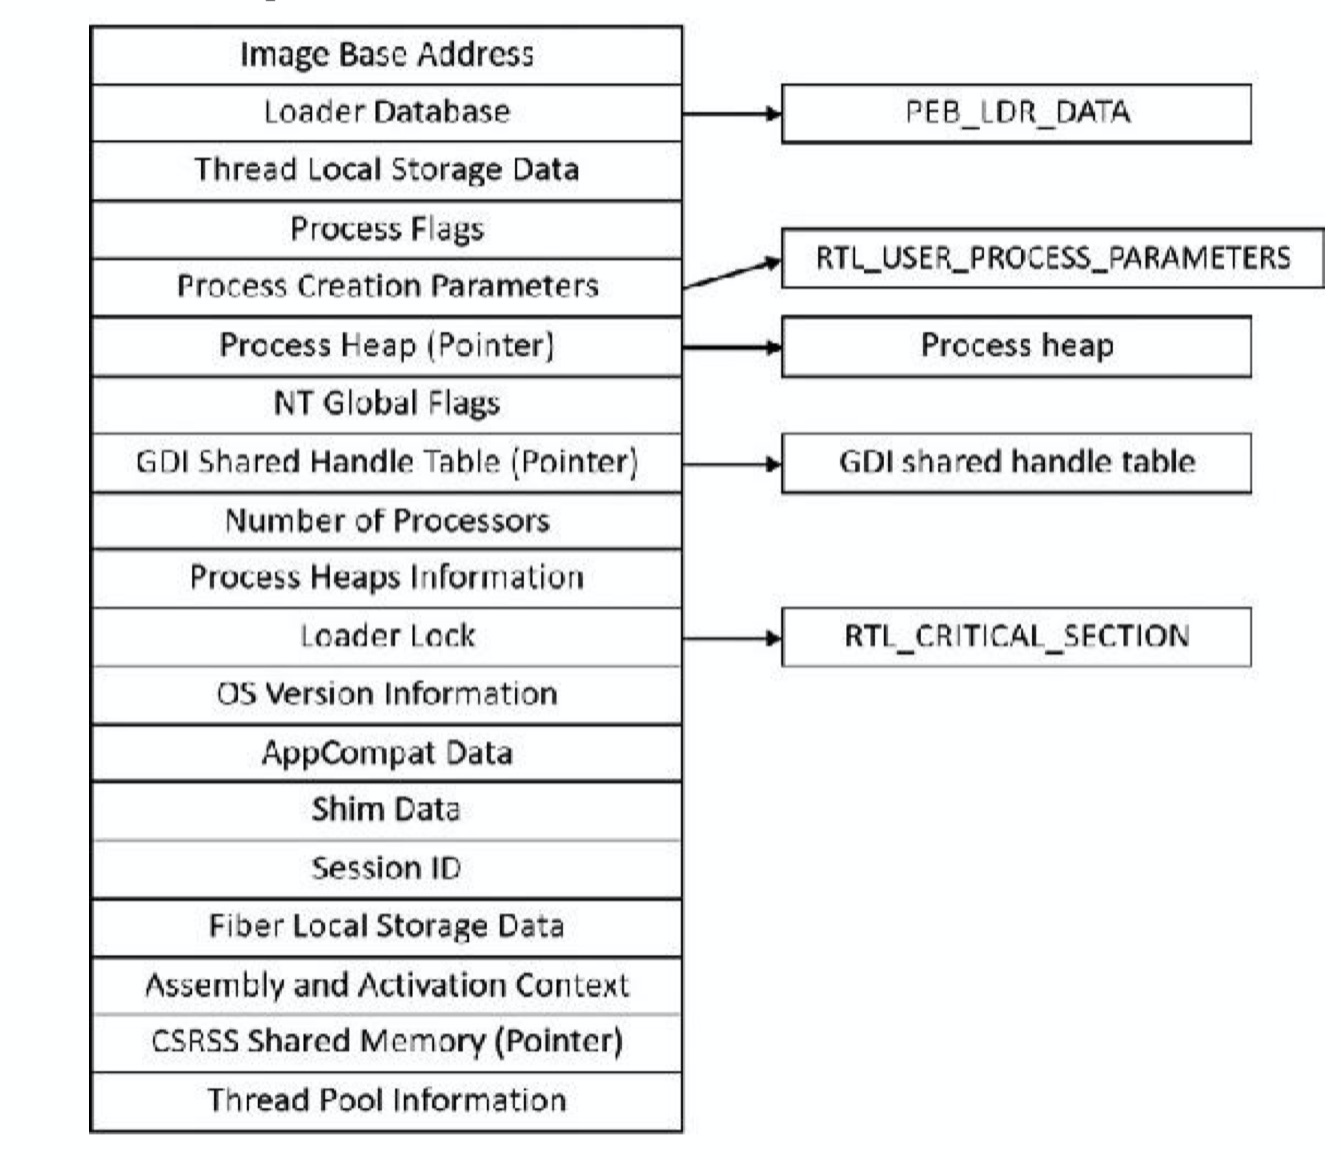 Image Base Address
Loader Database
PEB_LDR_DATA
Thread Local Storage Data
Process Flags
RTL_USER_PROCESS_PARAMETERS
Process Creation Parameters
Process Heap (Pointer)
Process heap
NT Global Flags
GDI Shared Handle Table (Pointer)
GDI shared handle table
Number of Processors
Process Heaps Information
Loader Lock
RTL_CRITICAL_SECTION
OS Version Information
AppCompat Data
Shim Data
Session ID
Fiber Local Storage Data
Assembly and Activation Context
CSRSS Shared Memory (Pointer)
Thread Pool Information